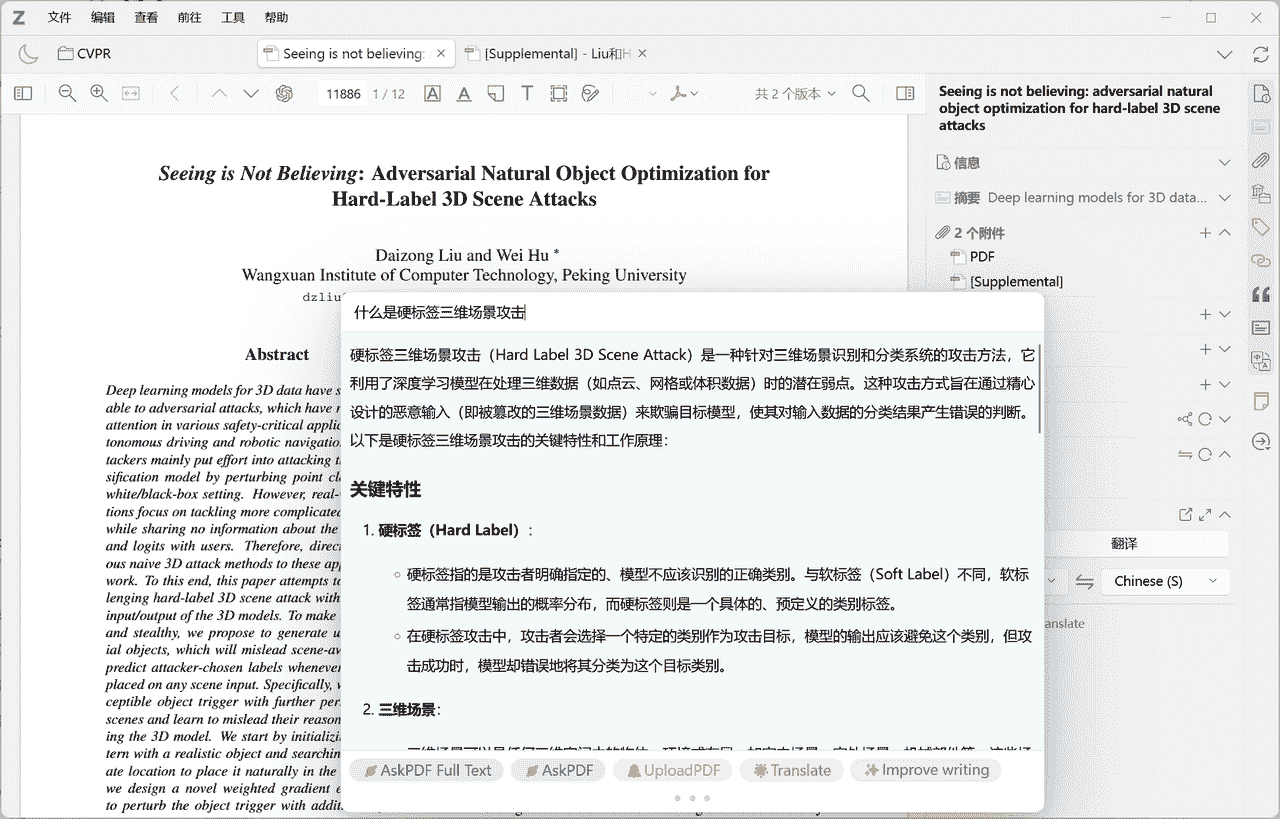 Z 文件 编辑 查看 前往 工具 帮助
CVPR
Seeing is not believing:
[Supplemental] - Liu和H
11886 1 / 12
共 2 个版本
Seeing is Not Believing: Adversarial Natural Object Optimization for
Hard-Label 3D Scene Attacks
Daizong Liu and Wei Hu *
Wangxuan Institute of Computer Technology, Peking University
dzliu
Abstract
Deep learning models for 3D data have s
able to adversarial attacks, which have r
attention in various safety-critical applic
tonomous driving and robotic navigatio
tackers mainly put effort into attacking t
sification model by perturbing point cl
white/black-box setting. However, real-
tions focus on tackling more complicated
while sharing no information about the
and logits with users. Therefore, direc
ous naive 3D attack methods to these ap
work. To this end, this paper attempts to
lenging hard-label 3D scene attack with
input/output of the 3D models. To make
and stealthy, we propose to generate u
ial objects, which will mislead scene-av
predict attacker-chosen labels whenever
placed on any scene input. Specifically, w
ceptible object trigger with further per
scenes and learn to mislead their reason
ing the 3D model. We start by initializi
tern with a realistic object and searchin
ate location to place it naturally in the
we design a novel weighted gradient e
to perturb the object trigger with addit
什么是硬标签三维场景攻击
硬标签三维场景攻击（Hard Label 3D Scene Attack）是一种针对三维场景识别和分类系统的攻击方法，它
利用了深度学习模型在处理三维数据（如点云、网格或体积数据）时的潜在弱点。这种攻击方式旨在通过精心
设计的恶意输入（即被篡改的三维场景数据）来欺骗目标模型，使其对输入数据的分类结果产生错误的判断。
以下是硬标签三维场景攻击的关键特性和工作原理：
关键特性
1. 硬标签（Hard Label）：
硬标签指的是攻击者明确指定的、模型不应该识别的正确类别。与软标签（Soft Label）不同，软标
签通常指模型输出的概率分布，而硬标签则是一个具体的、预定义的类别标签。
在硬标签攻击中，攻击者会选择一个特定的类别作为攻击目标，模型的输出应该避免这个类别，但攻
击成功时，模型却错误地将其分类为这个目标类别。
2. 三维场景：
AskPDF Full Text AskPDF UploadPDF Translate Improve writing
Seeing is not believing: adversarial natural
object optimization for hard-label 3D scene
attacks
信息
摘要 Deep learning models for 3D data...
2 个附件
PDF
[Supplemental]
翻译
Chinese (S)
anslate